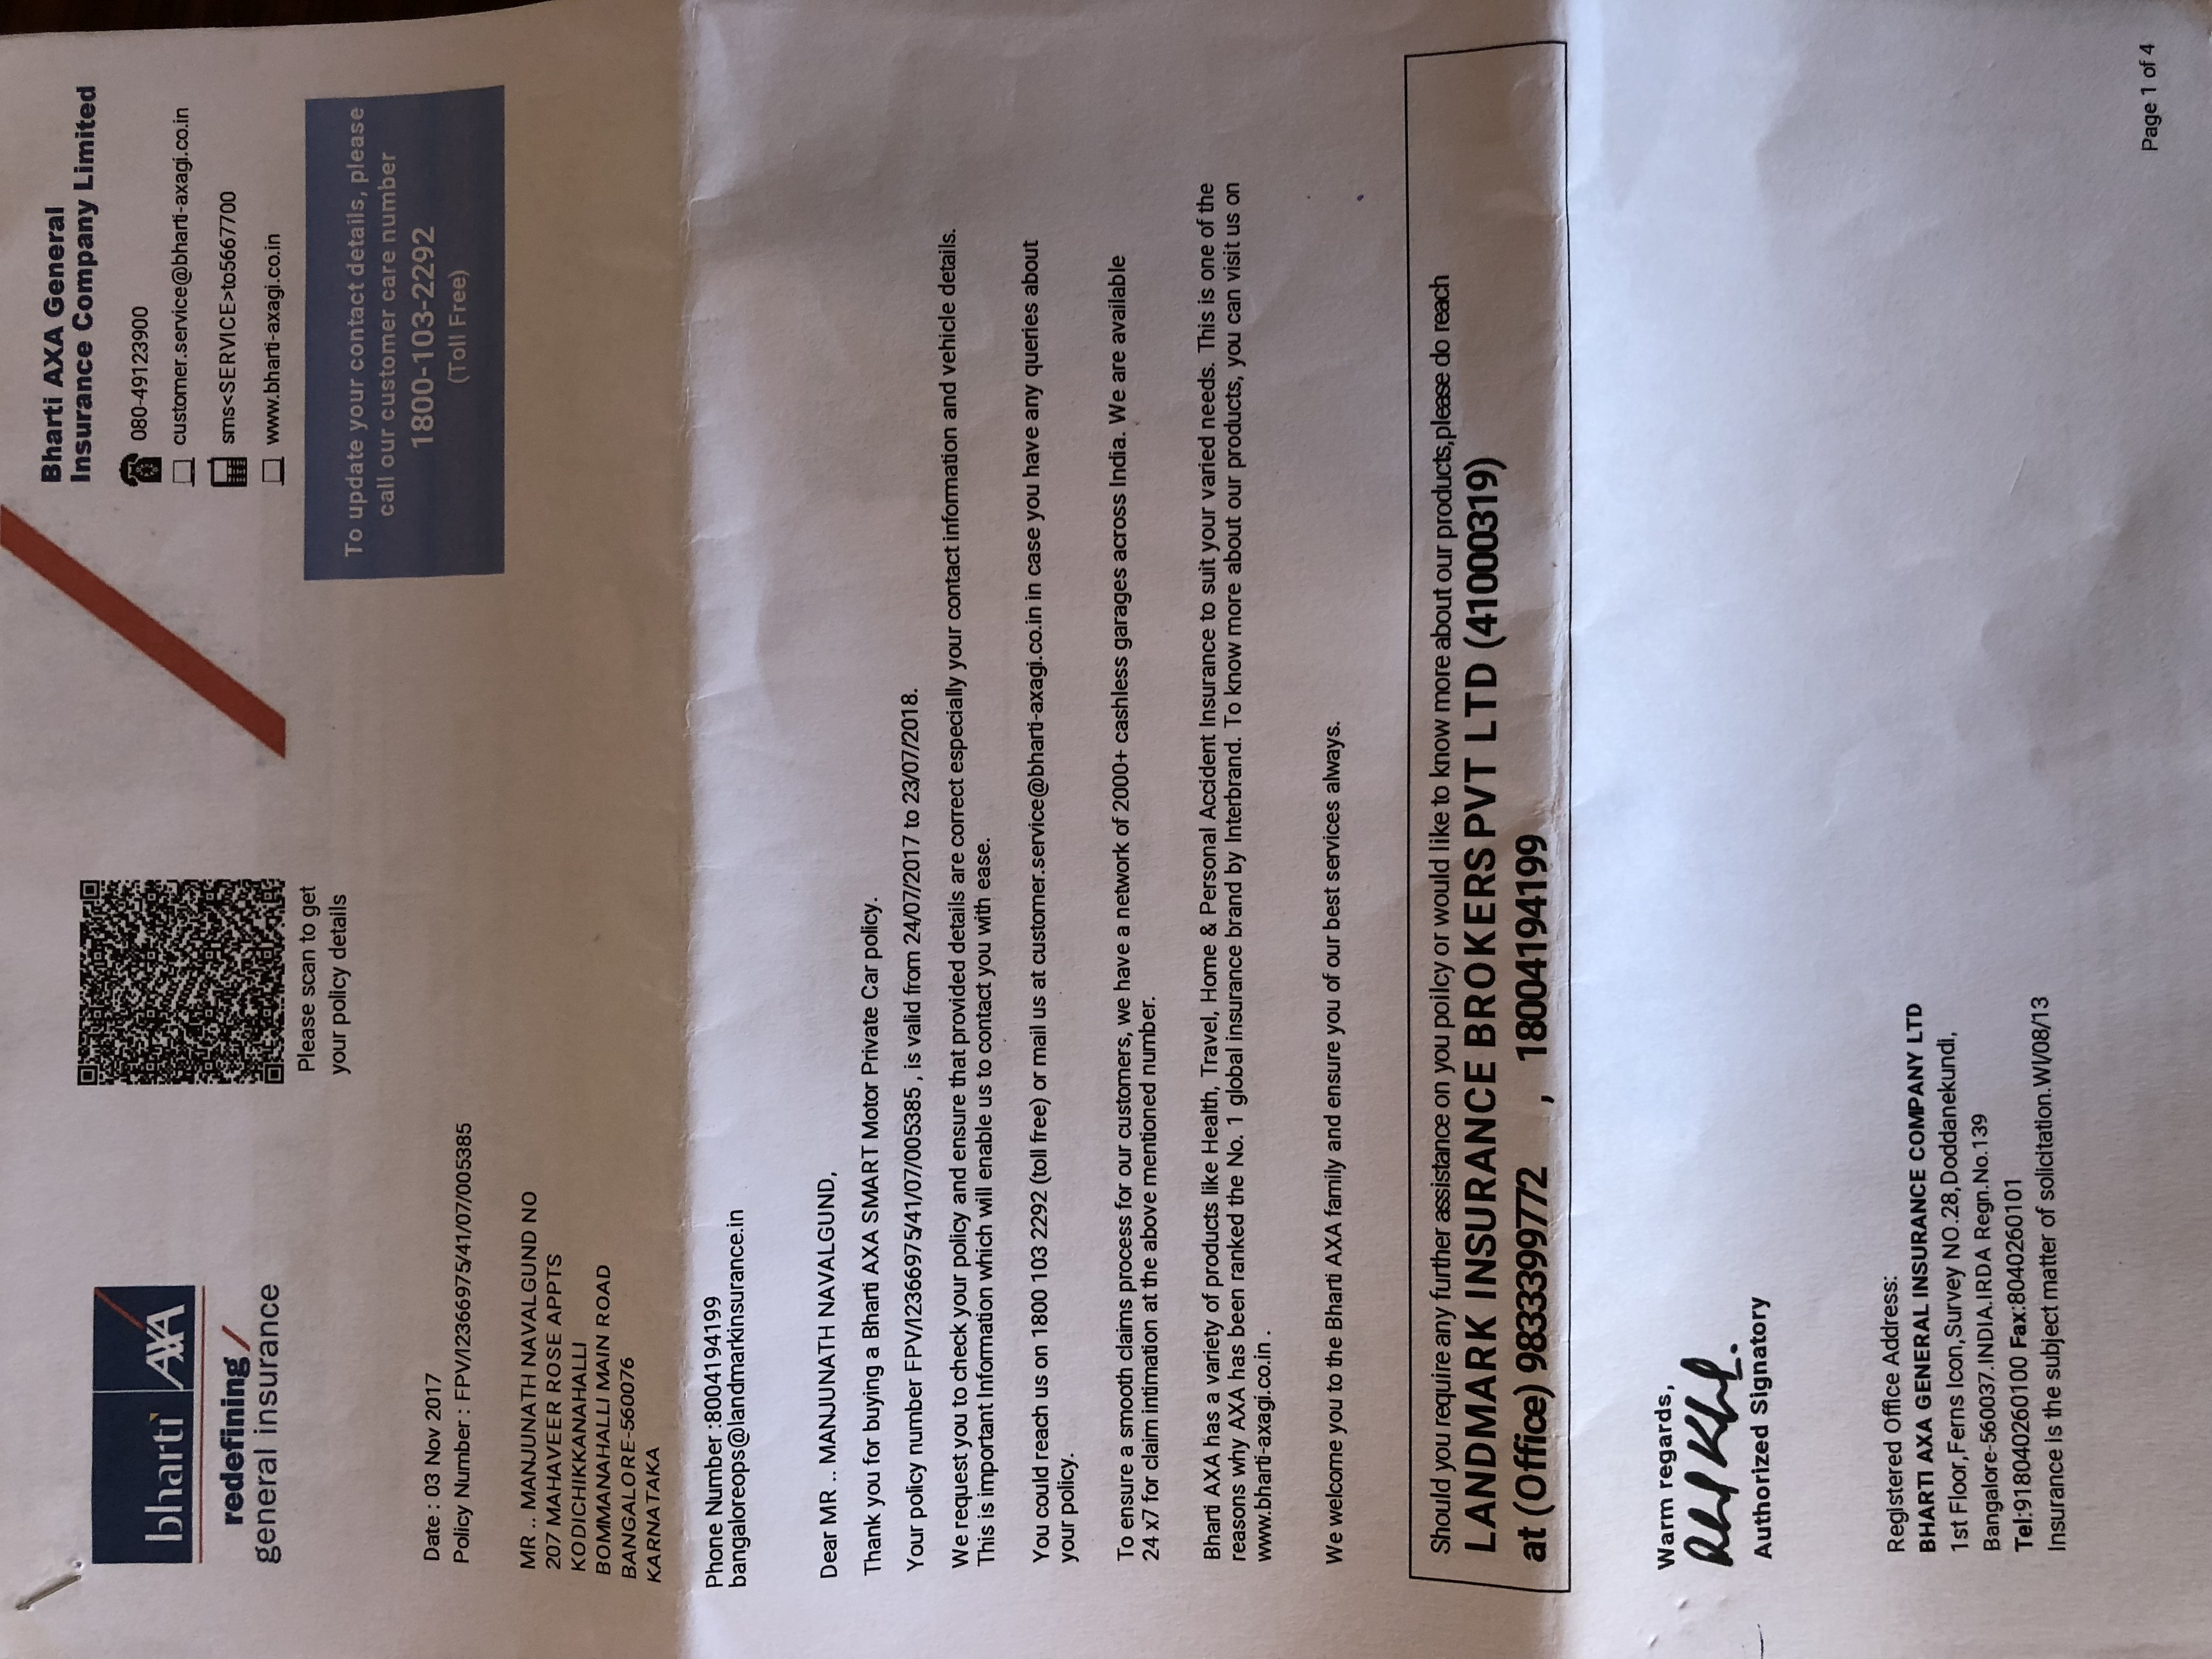 bharti AXA
redefining /
general insurance
Please scan to get
your policy details
Bharti AXA General
Insurance Company Limited
080-49123900
customer.service@bharti-axagi.co.in
sms<SERVICE>to5667700
www.bharti-axagi.co.in
To update your contact details, please
call our customer care number
1800-103-2292
(Toll Free)
Date : 03 Nov 2017
Policy Number : FPV/I2366975/41/07/005385
MR .. MANJUNATH NAVALGUND NO
207 MAHAVEER ROSE APPTS
KODICHIKKANAHALLI
BOMMANAHALLI MAIN ROAD
BANGALORE-560076
KARNATAKA
Phone Number :8004194199
bangaloreops@landmarkinsurance.in
Dear MR .. MANJUNATH NAVALGUND,
Thank you for buying a Bharti AXA SMART Motor Private Car policy.
Your policy number FPV/I2366975/41/07/005385 , is valid from 24/07/2017 to 23/07/2018.
We request you to check your policy and ensure that provided details are correct especially your contact information and vehicle details.
This is important Information which will enable us to contact you with ease.
You could reach us on 1800 103 2292 (toll free) or mail us at customer.service@bharti-axagi.co.in in case you have any queries about
your policy.
To ensure a smooth claims process for our customers, we have a network of 2000+ cashless garages across India. We are available
24 x7 for claim intimation at the above mentioned number.
Bharti AXA has a variety of products like Health, Travel, Home & Personal Accident Insurance to suit your varied needs. This is one of the
reasons why AXA has been ranked the No. 1 global insurance brand by Interbrand. To know more about our products, you can visit us on
www.bharti-axagi.co.in .
We welcome you to the Bharti AXA family and ensure you of our best services always.
Should you require any further assistance on you poilcy or would like to know more about our products,please do reach
LANDMARK INSURANCE BROKERS PVT LTD (41000319)
at (Office) 9833399772 , 18004194199
Warm regards,
Authorized Signatory
Registered Office Address:
BHARTI AXA GENERAL INSURANCE COMPANY LTD
1st Floor,Ferns Icon,Survey NO.28,Doddanekundi,
Bangalore-560037.INDIA.IRDA Regn.No.139
Tel:918040260100 Fax:8040260101
Insurance is the subject matter of solicitation.WI/08/13
Page 1 of 4